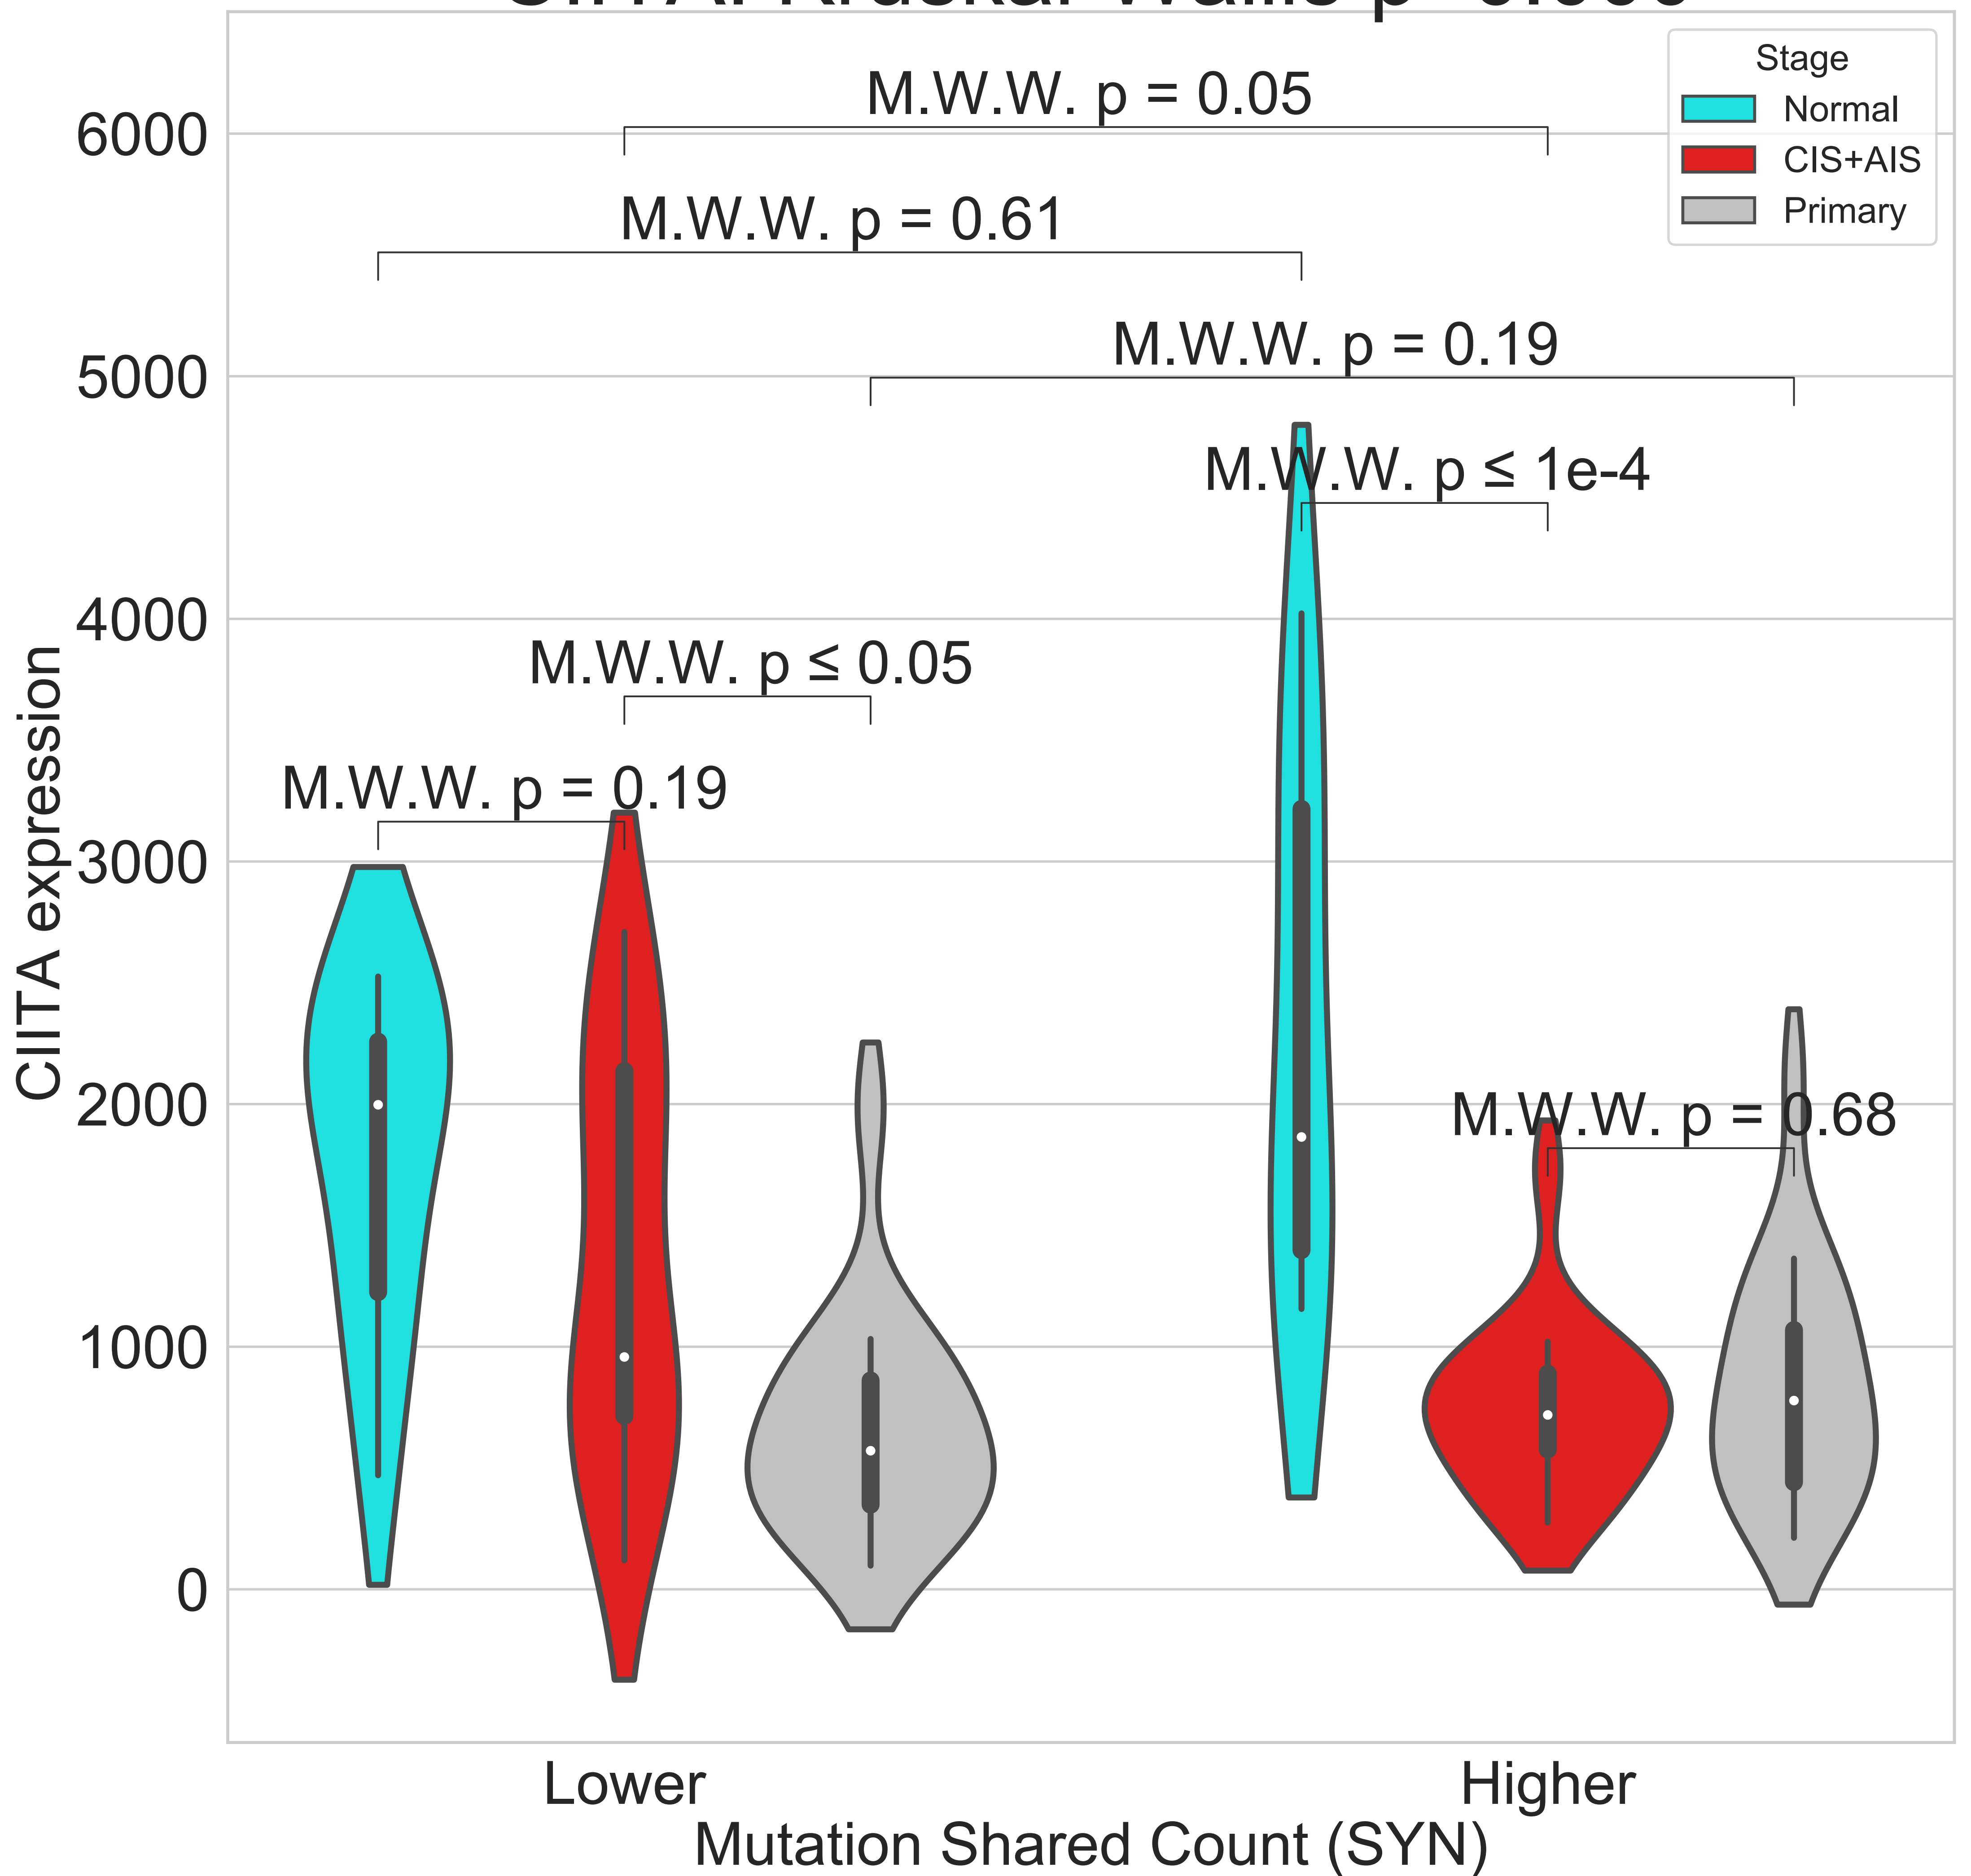 Stage
Normal
CIS+AIS
Primary
M.W.W. p = 0.05
M.W.W. p = 0.61
M.W.W. p = 0.19
M.W.W. p ≤ 1e-4
M.W.W. p ≤ 0.05
M.W.W. p = 0.19
M.W.W. p = 0.68
6000
5000
4000
3000
2000
1000
0
CIITA expression
Lower
Higher
Mutation Shared Count (SYN)